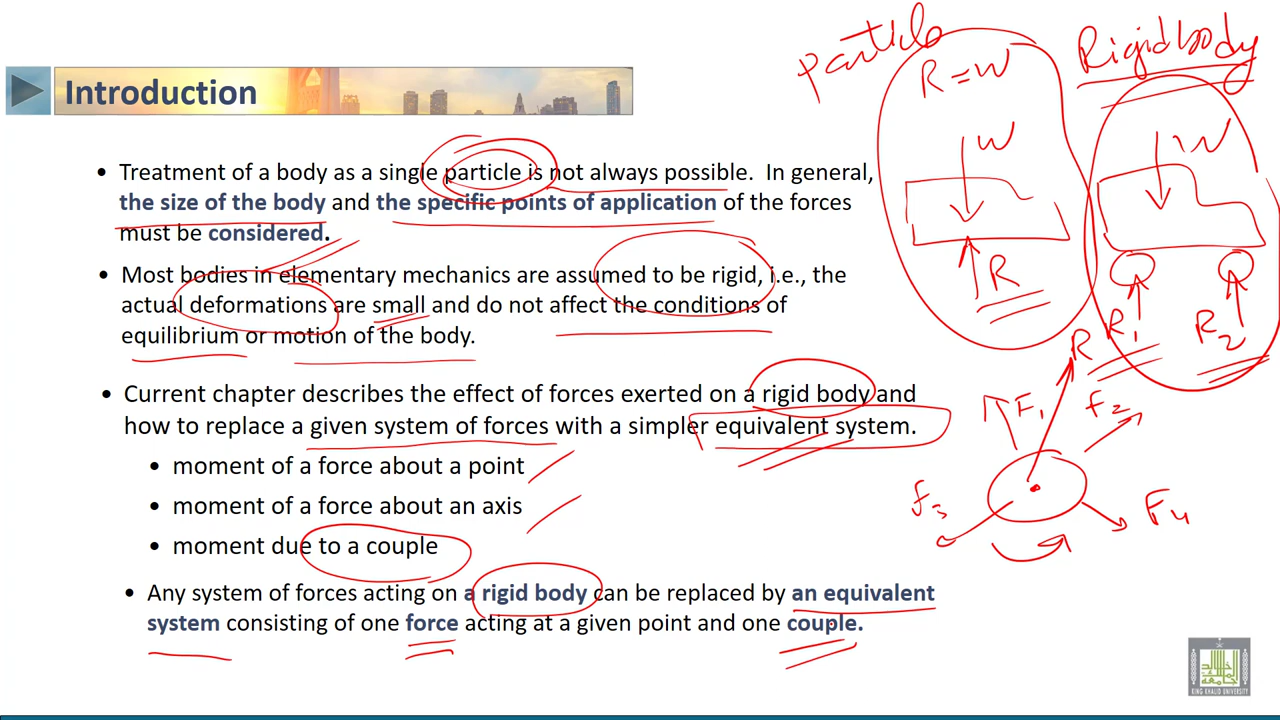 Introduction
• Treatment of a body as a single particle is not always possible. In general,
the size of the body and the specific points of application of the forces
must be considered.
• Most bodies in elementary mechanics are assumed to be rigid, i.e., the
actual deformations are small and do not affect the conditions of
equilibrium or motion of the body.
• Current chapter describes the effect of forces exerted on a rigid body and
how to replace a given system of forces with a simpler equivalent system.
• moment of a force about a point
• moment of a force about an axis
• moment due to a couple
• Any system of forces acting on a rigid body can be replaced by an equivalent
system consisting of one force acting at a given point and one couple.
particle
R = W
W
R
Rigid body
W
R1
R2
R
F1
F2
F3
F4
جامعة الملك خالد
KING KHALID UNIVERSITY